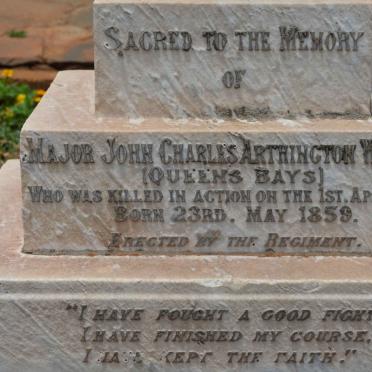 SACRED TO THE MEMORY
OF
MAJOR JOHN CHARLES ARTHINGTON W
(QUEENS BAYS)
WHO WAS KILLED IN ACTION ON THE 1ST. AP
BORN 23RD. MAY 1859.
ERECTED BY THE REGIMENT.
"I HAVE FOUGHT A GOOD FIGHT
I HAVE FINISHED MY COURSE.
I HAVE KEPT THE FAITH."